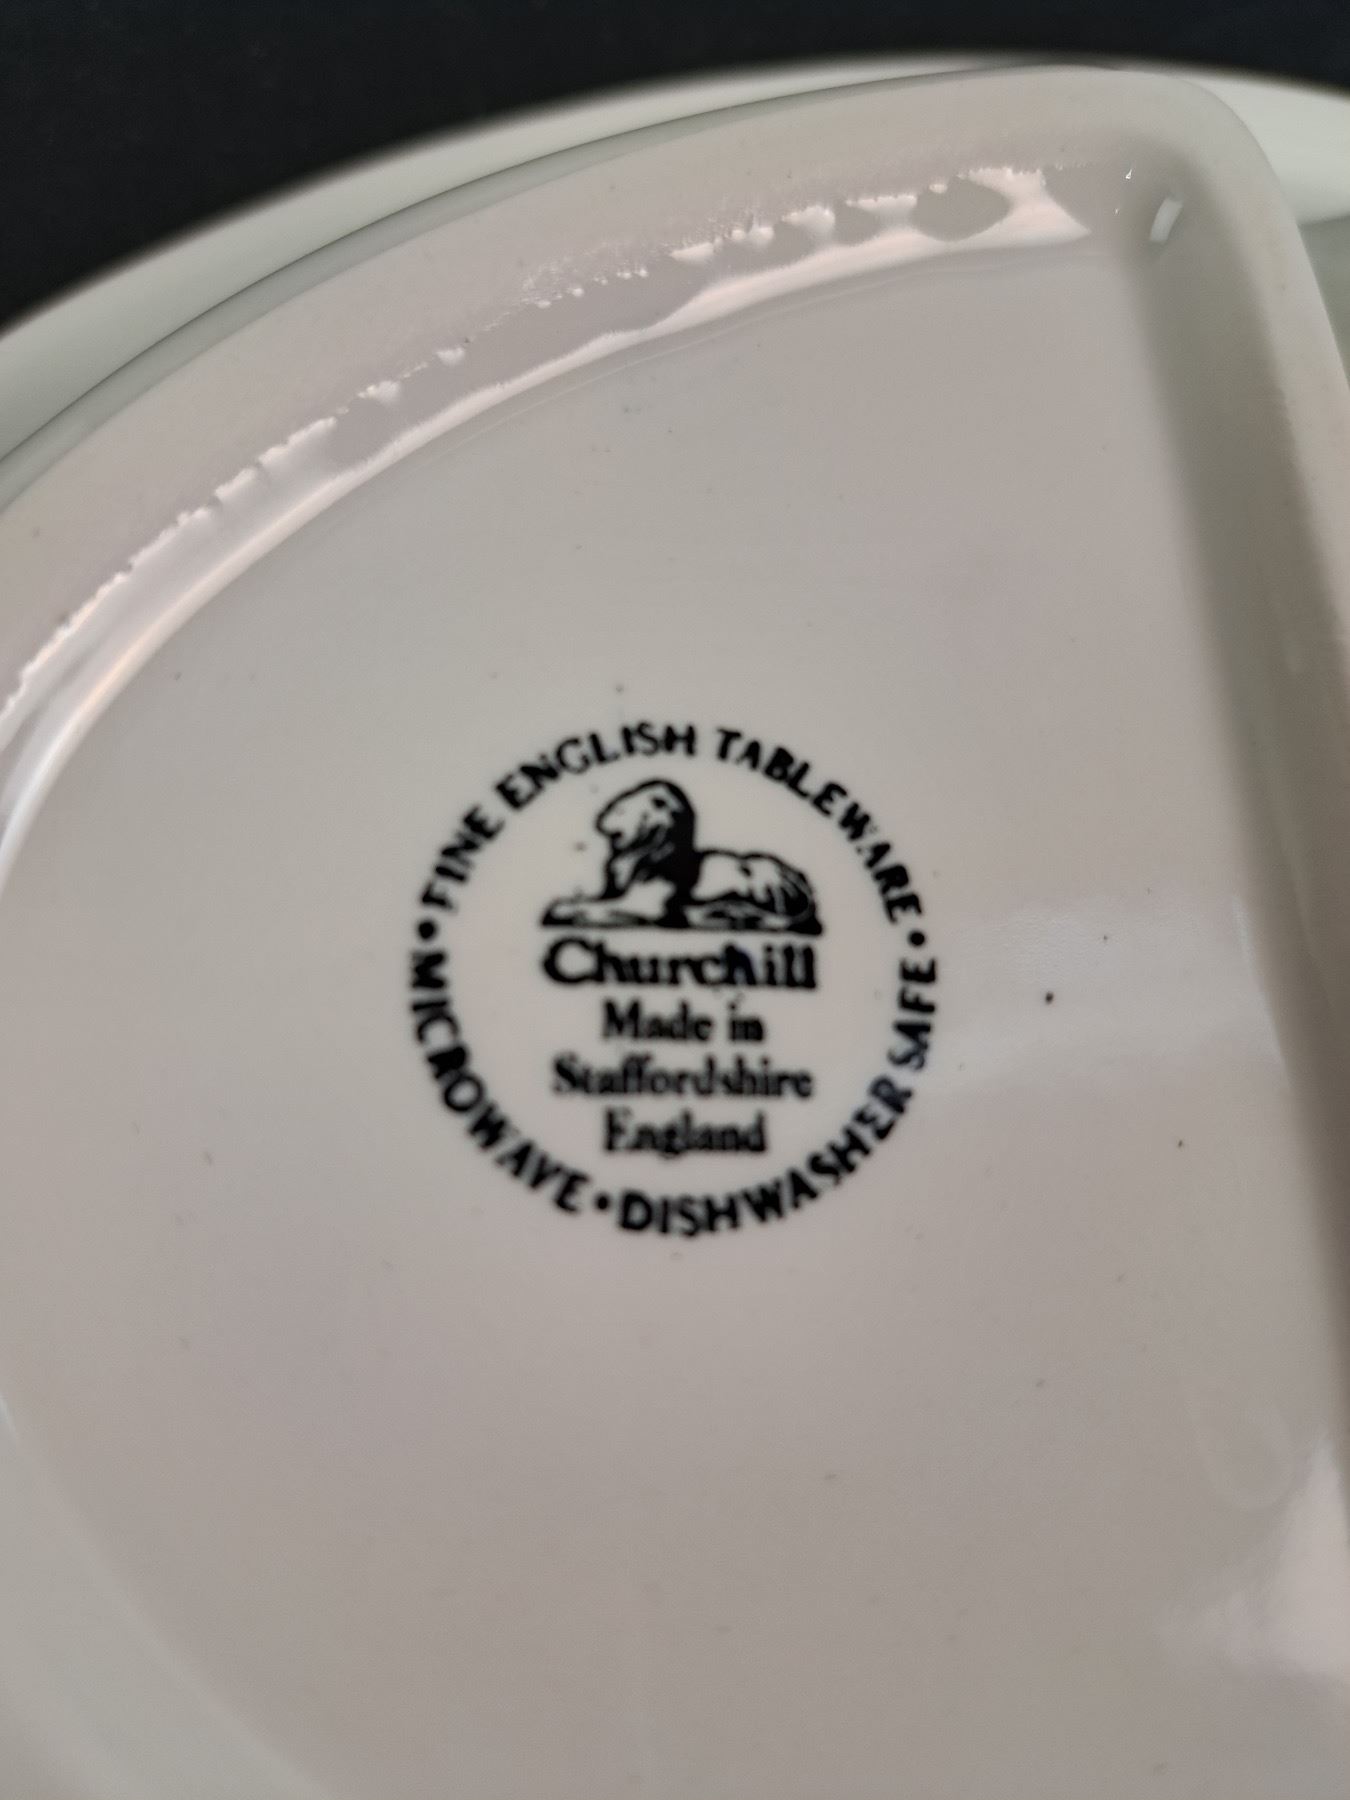 • FINE ENGLISH TABLEWARE •
Churchill
Made in
Staffordshire
England
MICROWAVE • DISHWASHER SAFE